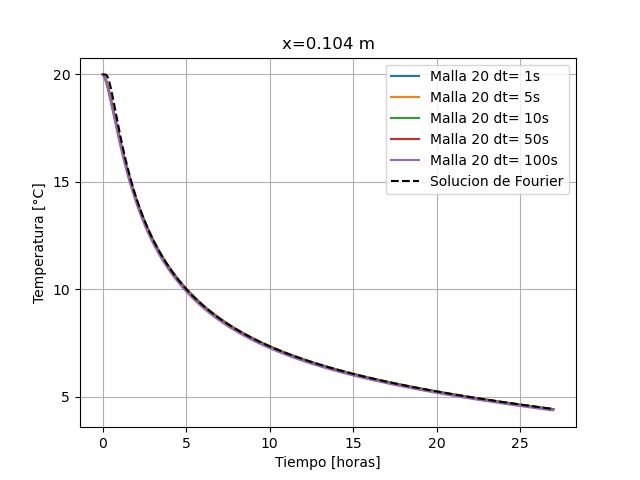 x=0.104 m
Malla 20 dt= 1s
Malla 20 dt= 5s
Malla 20 dt= 10s
Malla 20 dt= 50s
Malla 20 dt= 100s
Solucion de Fourier
Temperatura [°C]
20
15
10
5
0 5 10 15 20 25
Tiempo [horas]